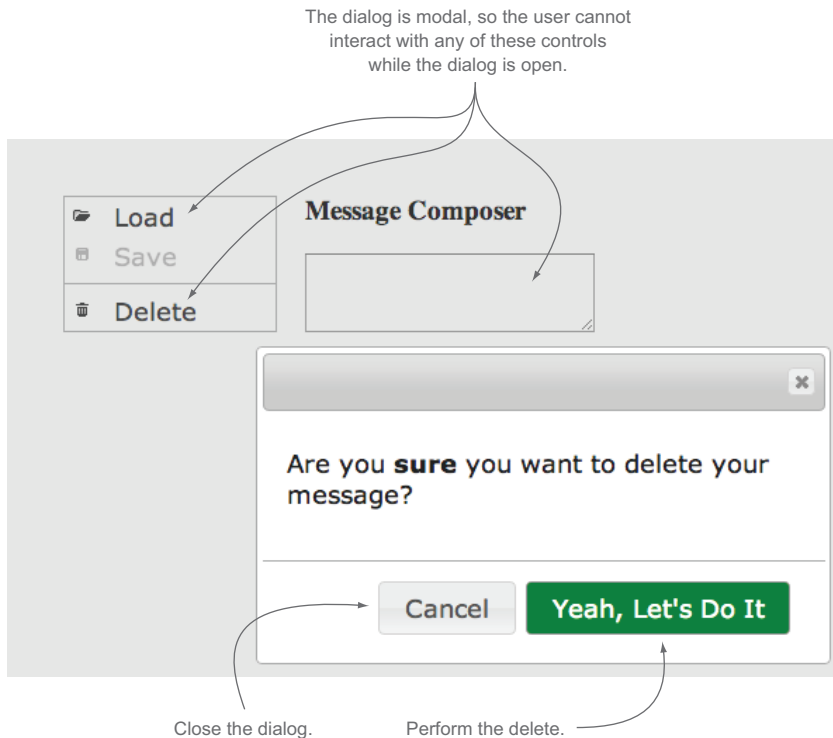 The dialog is modal, so the user cannot
interact with any of these controls
while the dialog is open.
Load
Save
Delete
Message Composer
Are you sure you want to delete your
message?
Cancel
Yeah, Let's Do It
Close the dialog.
Perform the delete.